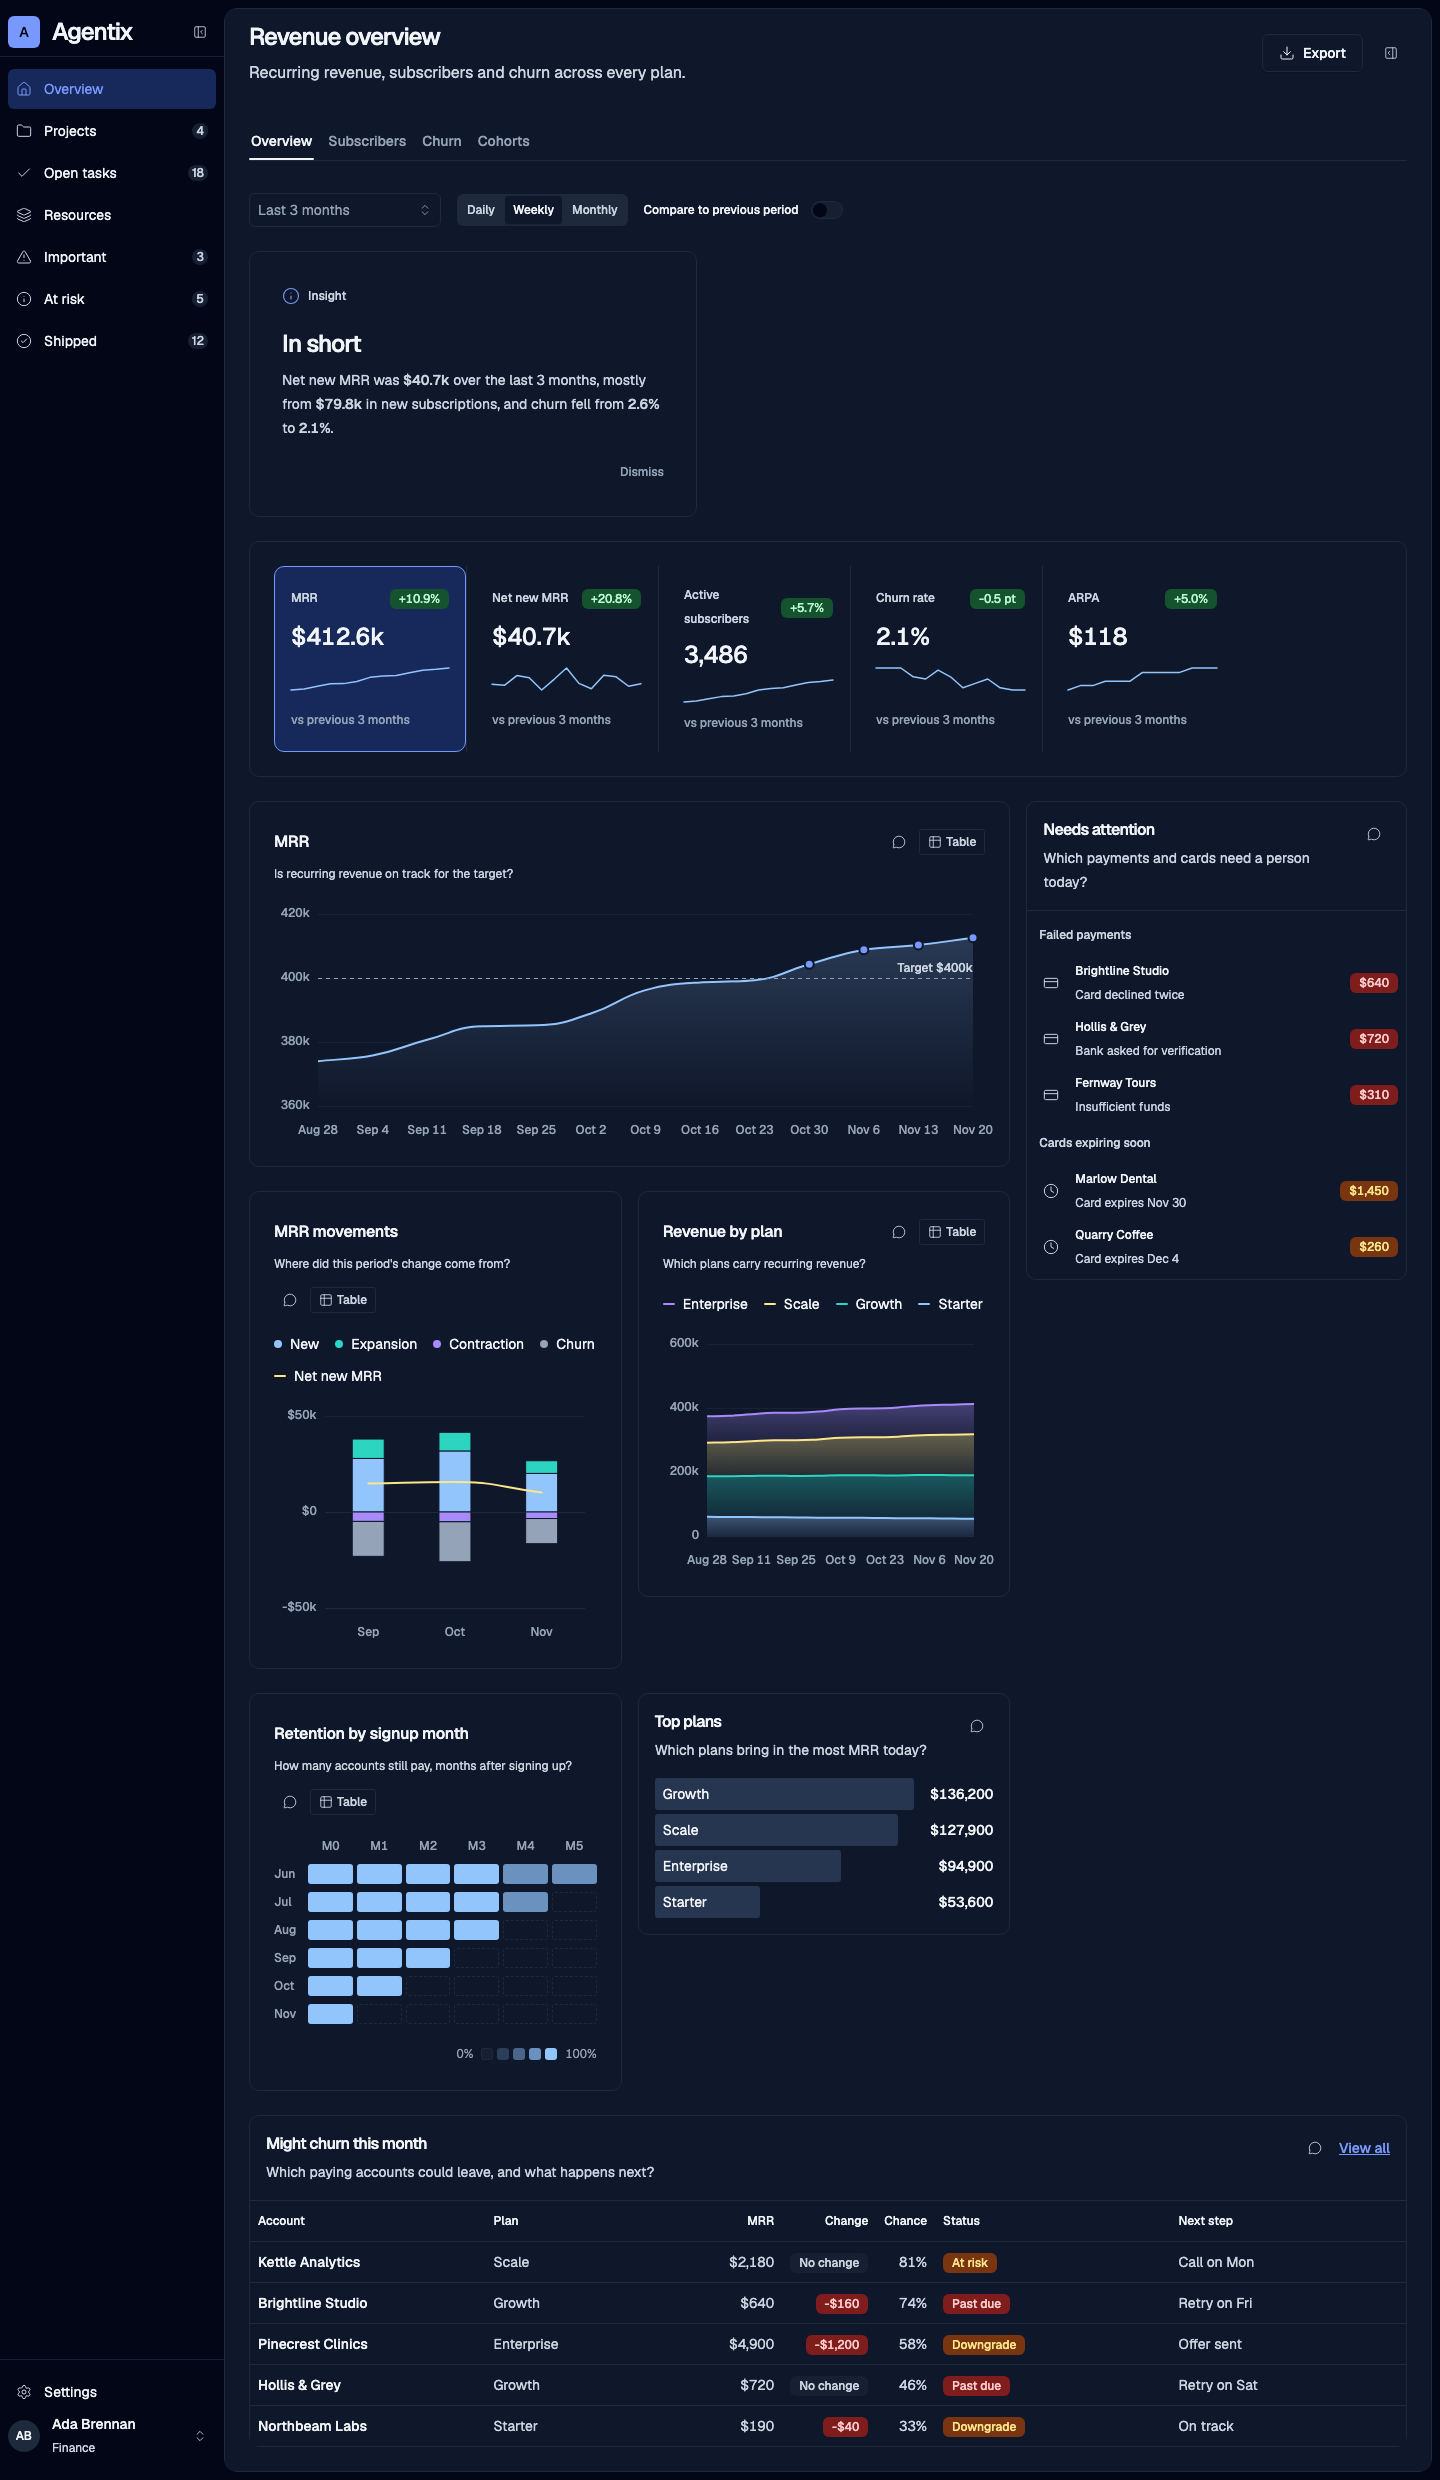 A Agentix
Overview
Projects 4
Open tasks 18
Resources
Important 3
At risk 5
Shipped 12
Settings
AB Ada Brennan
Finance
Revenue overview
Recurring revenue, subscribers and churn across every plan.
Export
Overview Subscribers Churn Cohorts
Last 3 months Daily Weekly Monthly Compare to previous period
Insight
In short
Net new MRR was $40.7k over the last 3 months, mostly
from $79.8k in new subscriptions, and churn fell from 2.6%
to 2.1%.
Dismiss
MRR +10.9%
$412.6k
vs previous 3 months
Net new MRR +20.8%
$40.7k
vs previous 3 months
Active
subscribers +5.7%
3,486
vs previous 3 months
Churn rate -0.5 pt
2.1%
vs previous 3 months
ARPA +5.0%
$118
vs previous 3 months
MRR Table
Is recurring revenue on track for the target?
420k
400k
380k
360k
Target $400k
Aug 28 Sep 4 Sep 11 Sep 18 Sep 25 Oct 2 Oct 9 Oct 16 Oct 23 Oct 30 Nov 6 Nov 13 Nov 20
Needs attention
Which payments and cards need a person
today?
Failed payments
Brightline Studio
Card declined twice
$640
Hollis & Grey
Bank asked for verification
$720
Fernway Tours
Insufficient funds
$310
Cards expiring soon
Marlow Dental
Card expires Nov 30
$1,450
Quarry Coffee
Card expires Dec 4
$260
MRR movements
Where did this period's change come from?
Table
New Expansion Contraction Churn
Net new MRR
$50k
$0
-$50k
Sep Oct Nov
Revenue by plan Table
Which plans carry recurring revenue?
Enterprise Scale Growth Starter
600k
400k
200k
0
Aug 28 Sep 11 Sep 25 Oct 9 Oct 23 Nov 6 Nov 20
Retention by signup month
How many accounts still pay, months after signing up?
Table
M0 M1 M2 M3 M4 M5
Jun
Jul
Aug
Sep
Oct
Nov
0% 100%
Top plans
Which plans bring in the most MRR today?
Growth $136,200
Scale $127,900
Enterprise $94,900
Starter $53,600
Might churn this month
Which paying accounts could leave, and what happens next?
View all
Account Plan MRR Change Chance Status Next step
Kettle Analytics Scale $2,180 No change 81% At risk Call on Mon
Brightline Studio Growth $640 -$160 74% Past due Retry on Fri
Pinecrest Clinics Enterprise $4,900 -$1,200 58% Downgrade Offer sent
Hollis & Grey Growth $720 No change 46% Past due Retry on Sat
Northbeam Labs Starter $190 -$40 33% Downgrade On track